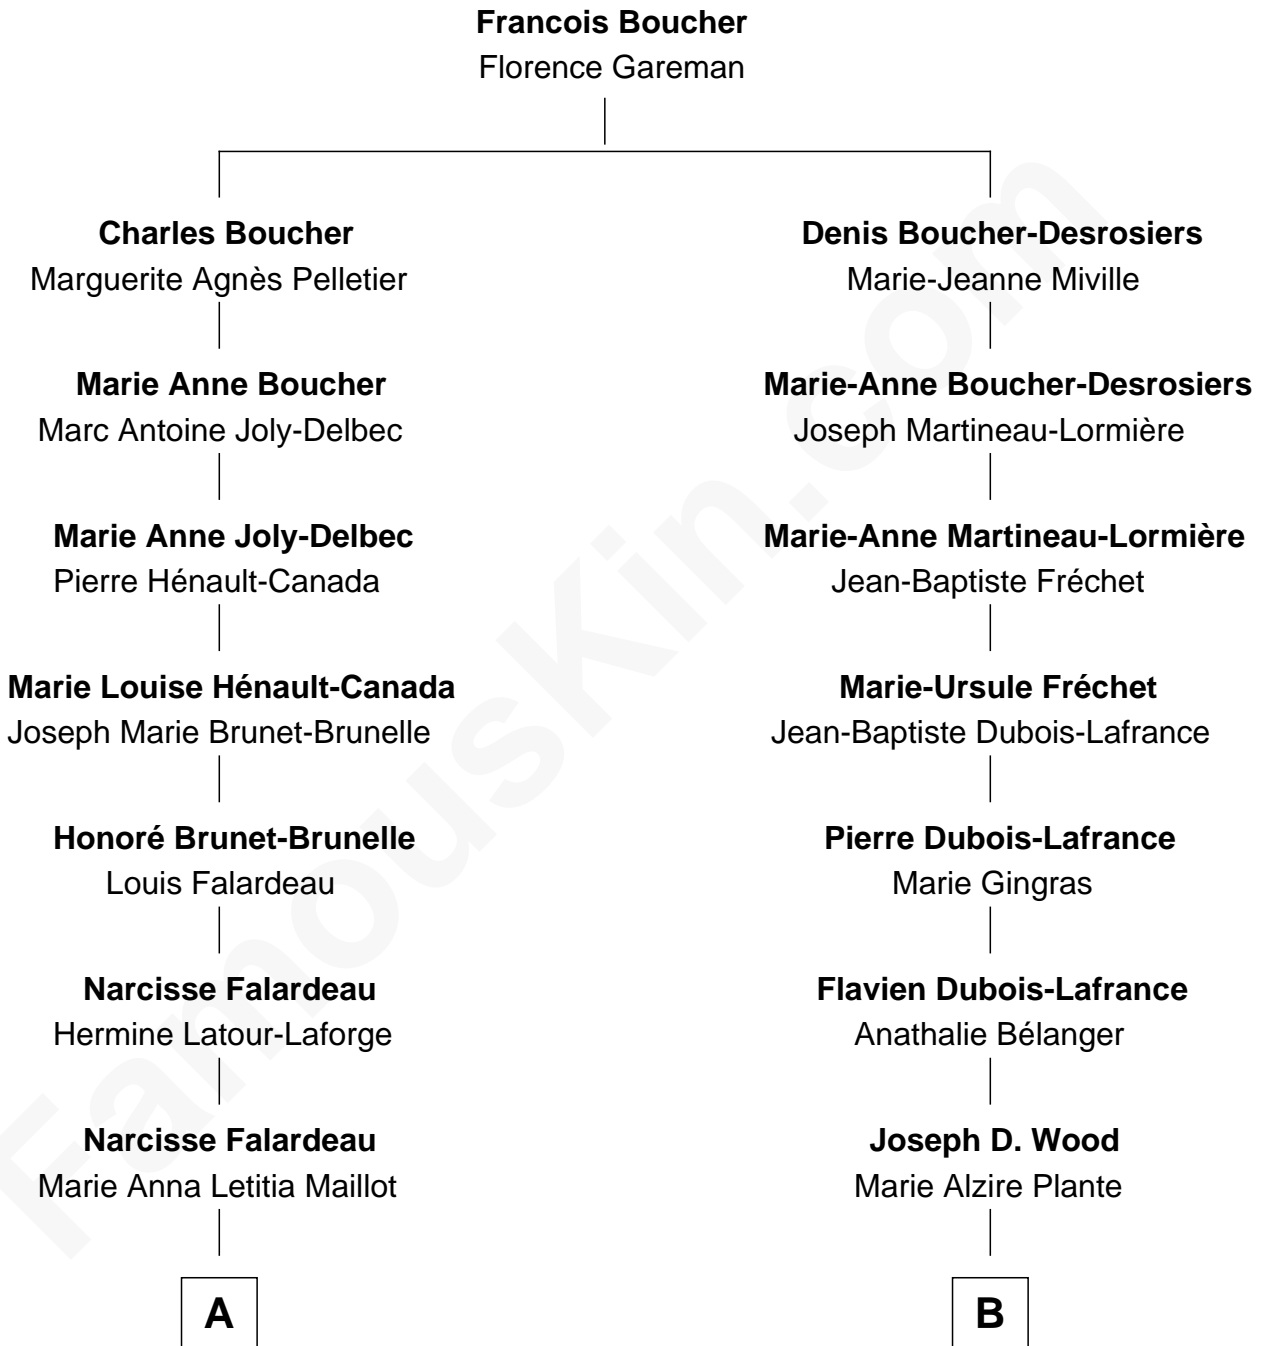 Francois Boucher
Florence Gareman
Charles Boucher
Marguerite Agnès Pelletier
Denis Boucher-Desrosiers
Marie-Jeanne Miville
Marie Anne Boucher
Marc Antoine Joly-Delbec
Marie-Anne Boucher-Desrosiers
Joseph Martineau-Lormière
Marie Anne Joly-Delbec
Pierre Hénault-Canada
Marie-Anne Martineau-Lormière
Jean-Baptiste Fréchet
Marie Louise Hénault-Canada
Joseph Marie Brunet-Brunelle
Marie-Ursule Fréchet
Jean-Baptiste Dubois-Lafrance
Honoré Brunet-Brunelle
Louis Falardeau
Pierre Dubois-Lafrance
Marie Gingras
Narcisse Falardeau
Hermine Latour-Laforge
Flavien Dubois-Lafrance
Anathalie Bélanger
Narcisse Falardeau
Marie Anna Letitia Maillot
Joseph D. Wood
Marie Alzire Plante
A
B
FamousKin.com